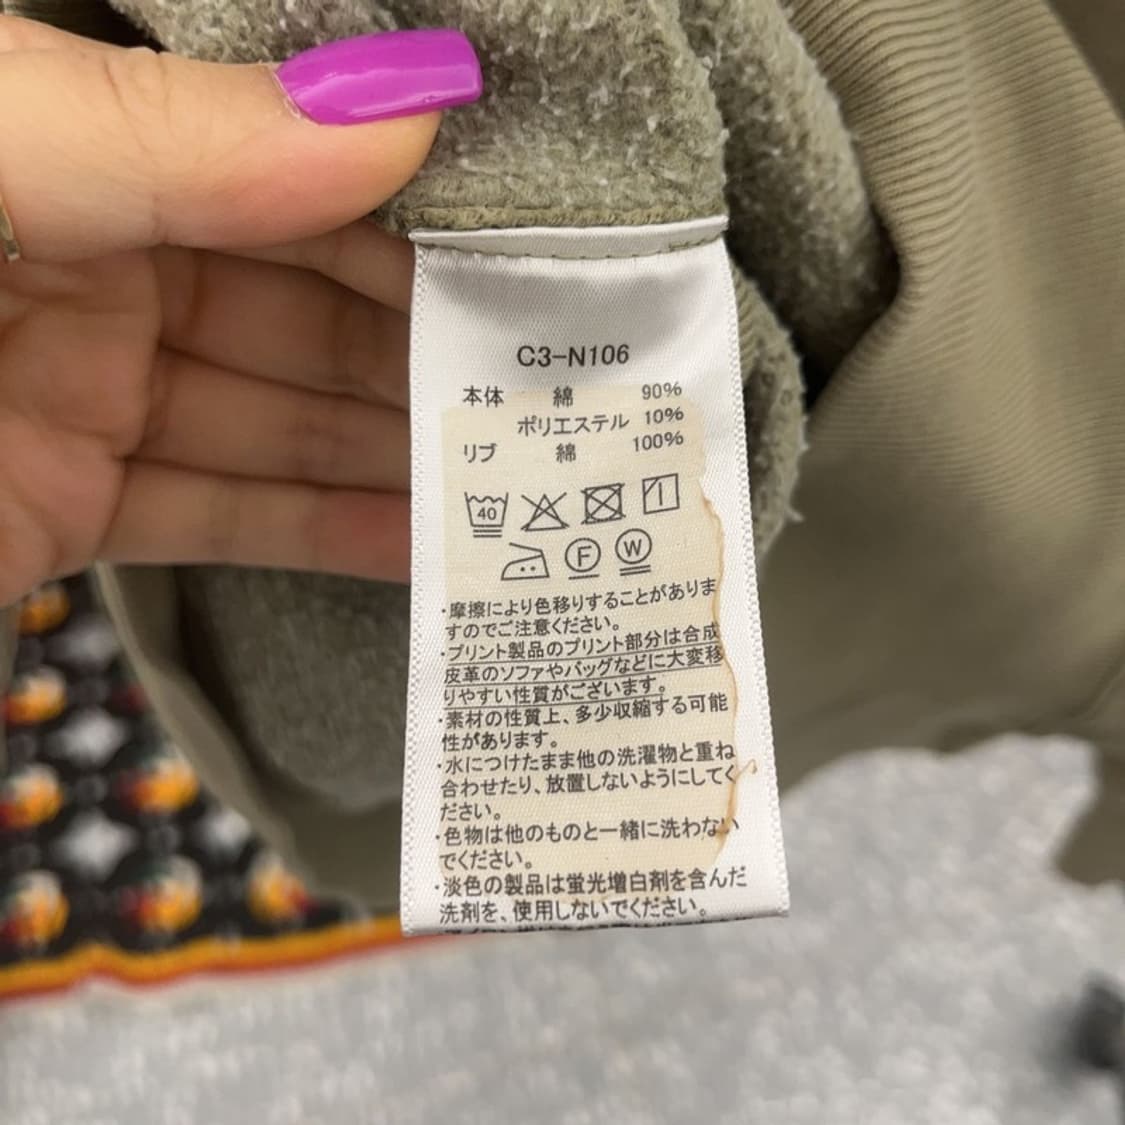 C3-N106
本体 綿 90%
ポリエステル 10%
リブ 綿 100%
40
F W
・摩擦により色移りすることがありま
すのでご注意ください。
・プリント製品のプリント部分は合成
皮革のソファやバッグなどに大変移
りやすい性質がございます。
・素材の性質上、多少収縮する可能
性があります。
・水につけたまま他の洗濯物と重ね
合わせたり、放置しないようにしてく
ださい。
・色物は他のものと一緒に洗わない
でください。
・淡色の製品は蛍光増白剤を含んだ
洗剤を、使用しないでください。